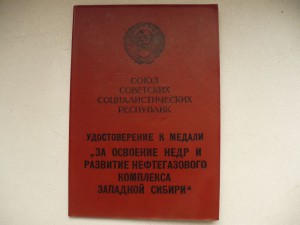 СОЮЗ
СОВЕТСКИХ
СОЦИАЛИСТИЧЕСКИХ
РЕСПУБЛИК
УДОСТОВЕРЕНИЕ К МЕДАЛИ
„ЗА ОСВОЕНИЕ НЕДР И
РАЗВИТИЕ НЕФТЕГАЗОВОГО
КОМПЛЕКСА
ЗАПАДНОЙ СИБИРИ“